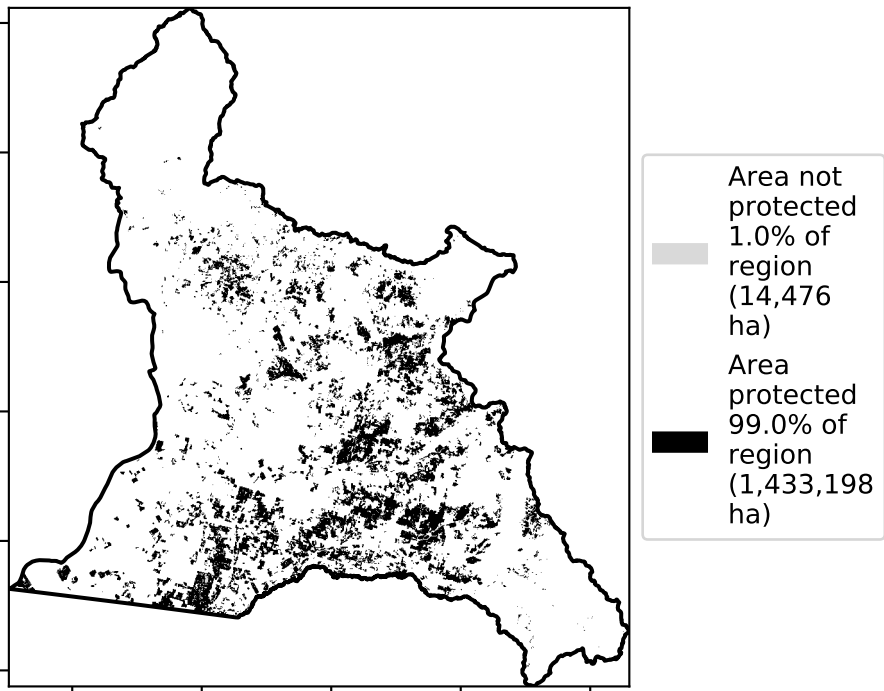 Area not
protected
1.0% of
region
(14,476
ha)
Area
protected
99.0% of
region
(1,433,198
ha)